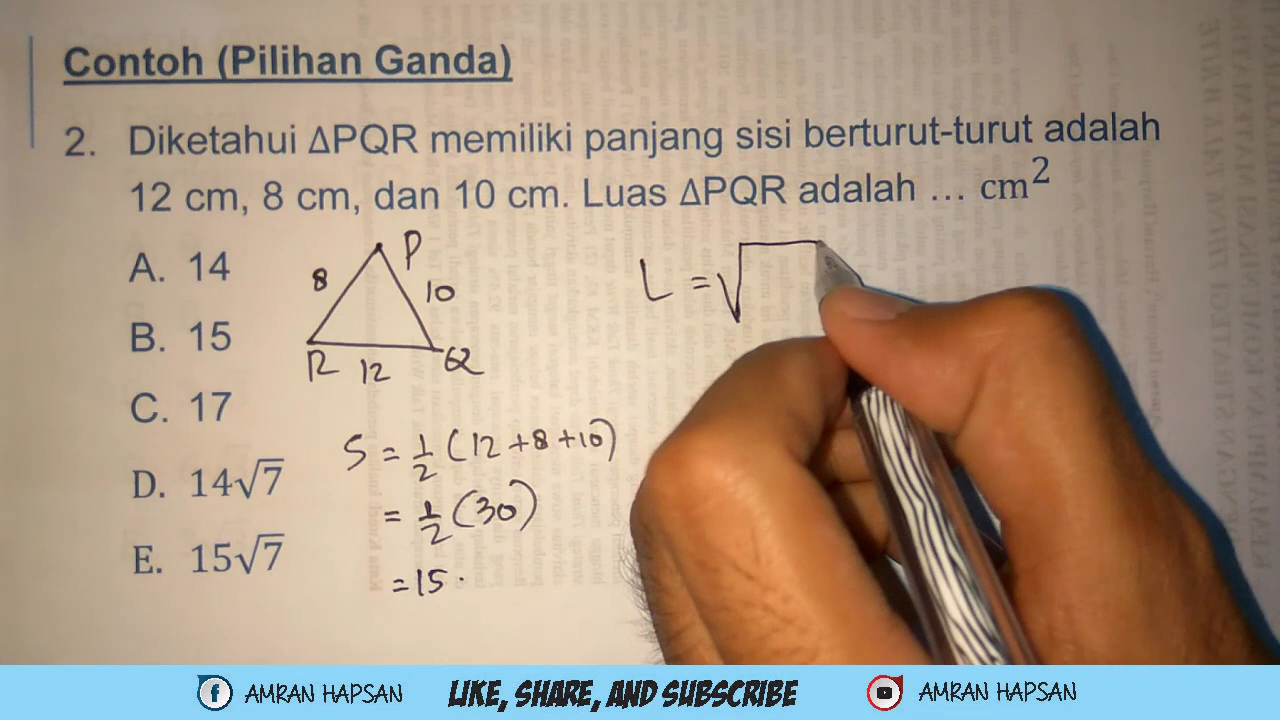 Contoh (Pilihan Ganda)
2. Diketahui ΔPQR memiliki panjang sisi berturut-turut adalah
12 cm, 8 cm, dan 10 cm. Luas ΔPQR adalah … cm²
A. 14
B. 15
C. 17
D. 14√7
E. 15√7
P
8
10
R 12 Q
S = 1/2 (12 + 8 + 10)
= 1/2 (30)
= 15.
L = √
AMRAN HAPSAN LIKE, SHARE, AND SUBSCRIBE AMRAN HAPSAN